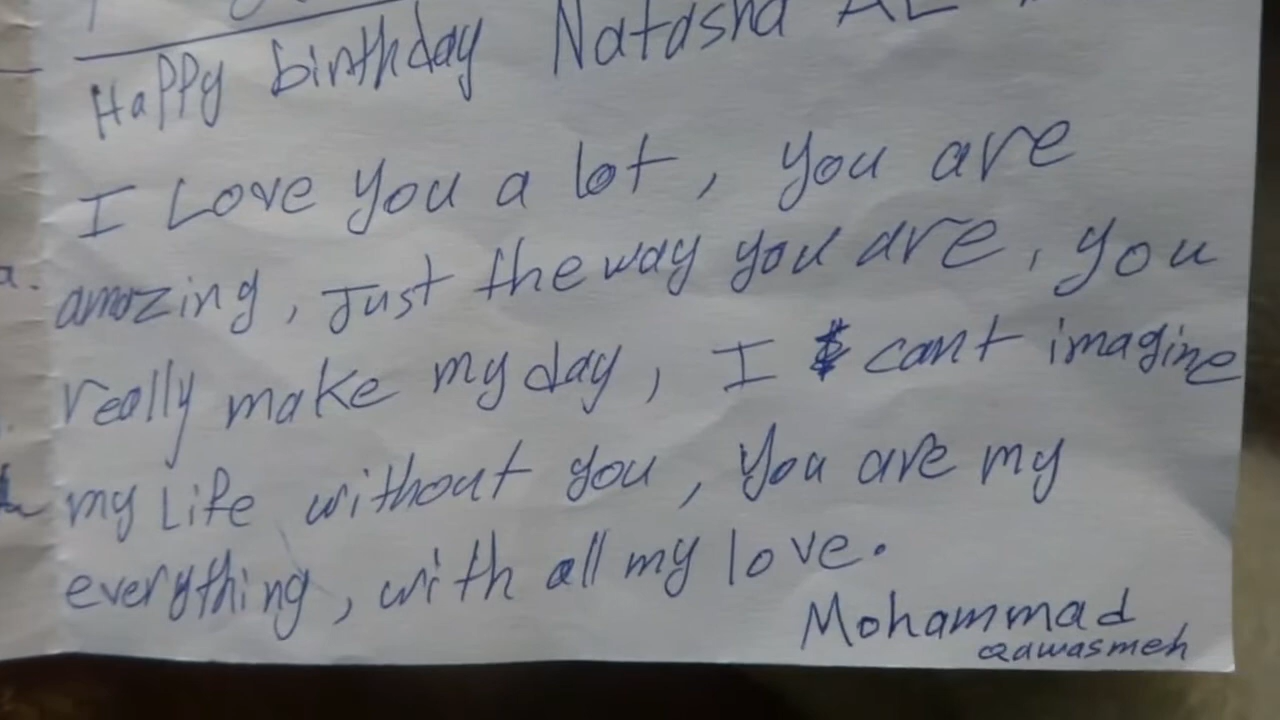 Happy birthday Natasha AL
I Love you a lot, you are
amazing, Just the way you are, you
really make my day, I cant imagine
my Life without you, you are my
everything, with all my love.
Mohammad
Qawasmeh